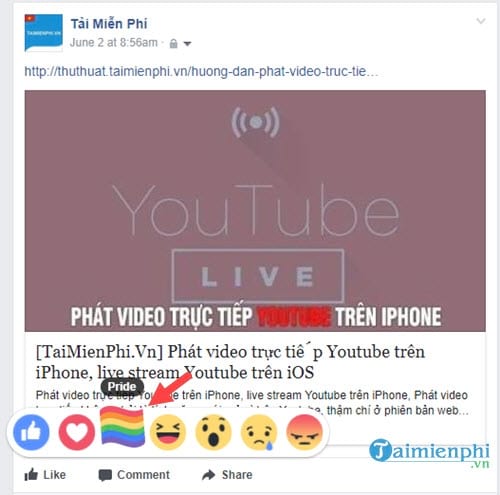 TAIMIENPHI.VN
Tải Miễn Phí
June 2 at 8:56am
http://thuthuat.taimienphi.vn/huong-dan-phat-video-truc-tie…
YouTube
LIVE
PHÁT VIDEO TRỰC TIẾP YOUTUBE TRÊN IPHONE
[TaiMienPhi.Vn] Phát video trực tiếp Youtube trên
iPhone, live stream Youtube trên iOS
Pride
Phát video trực tiếp Youtube trên iPhone, live stream Youtube trên iOS, Phát video
thậm chí ở phiên bản web…
Like Comment Share
Taimienphi
.vn